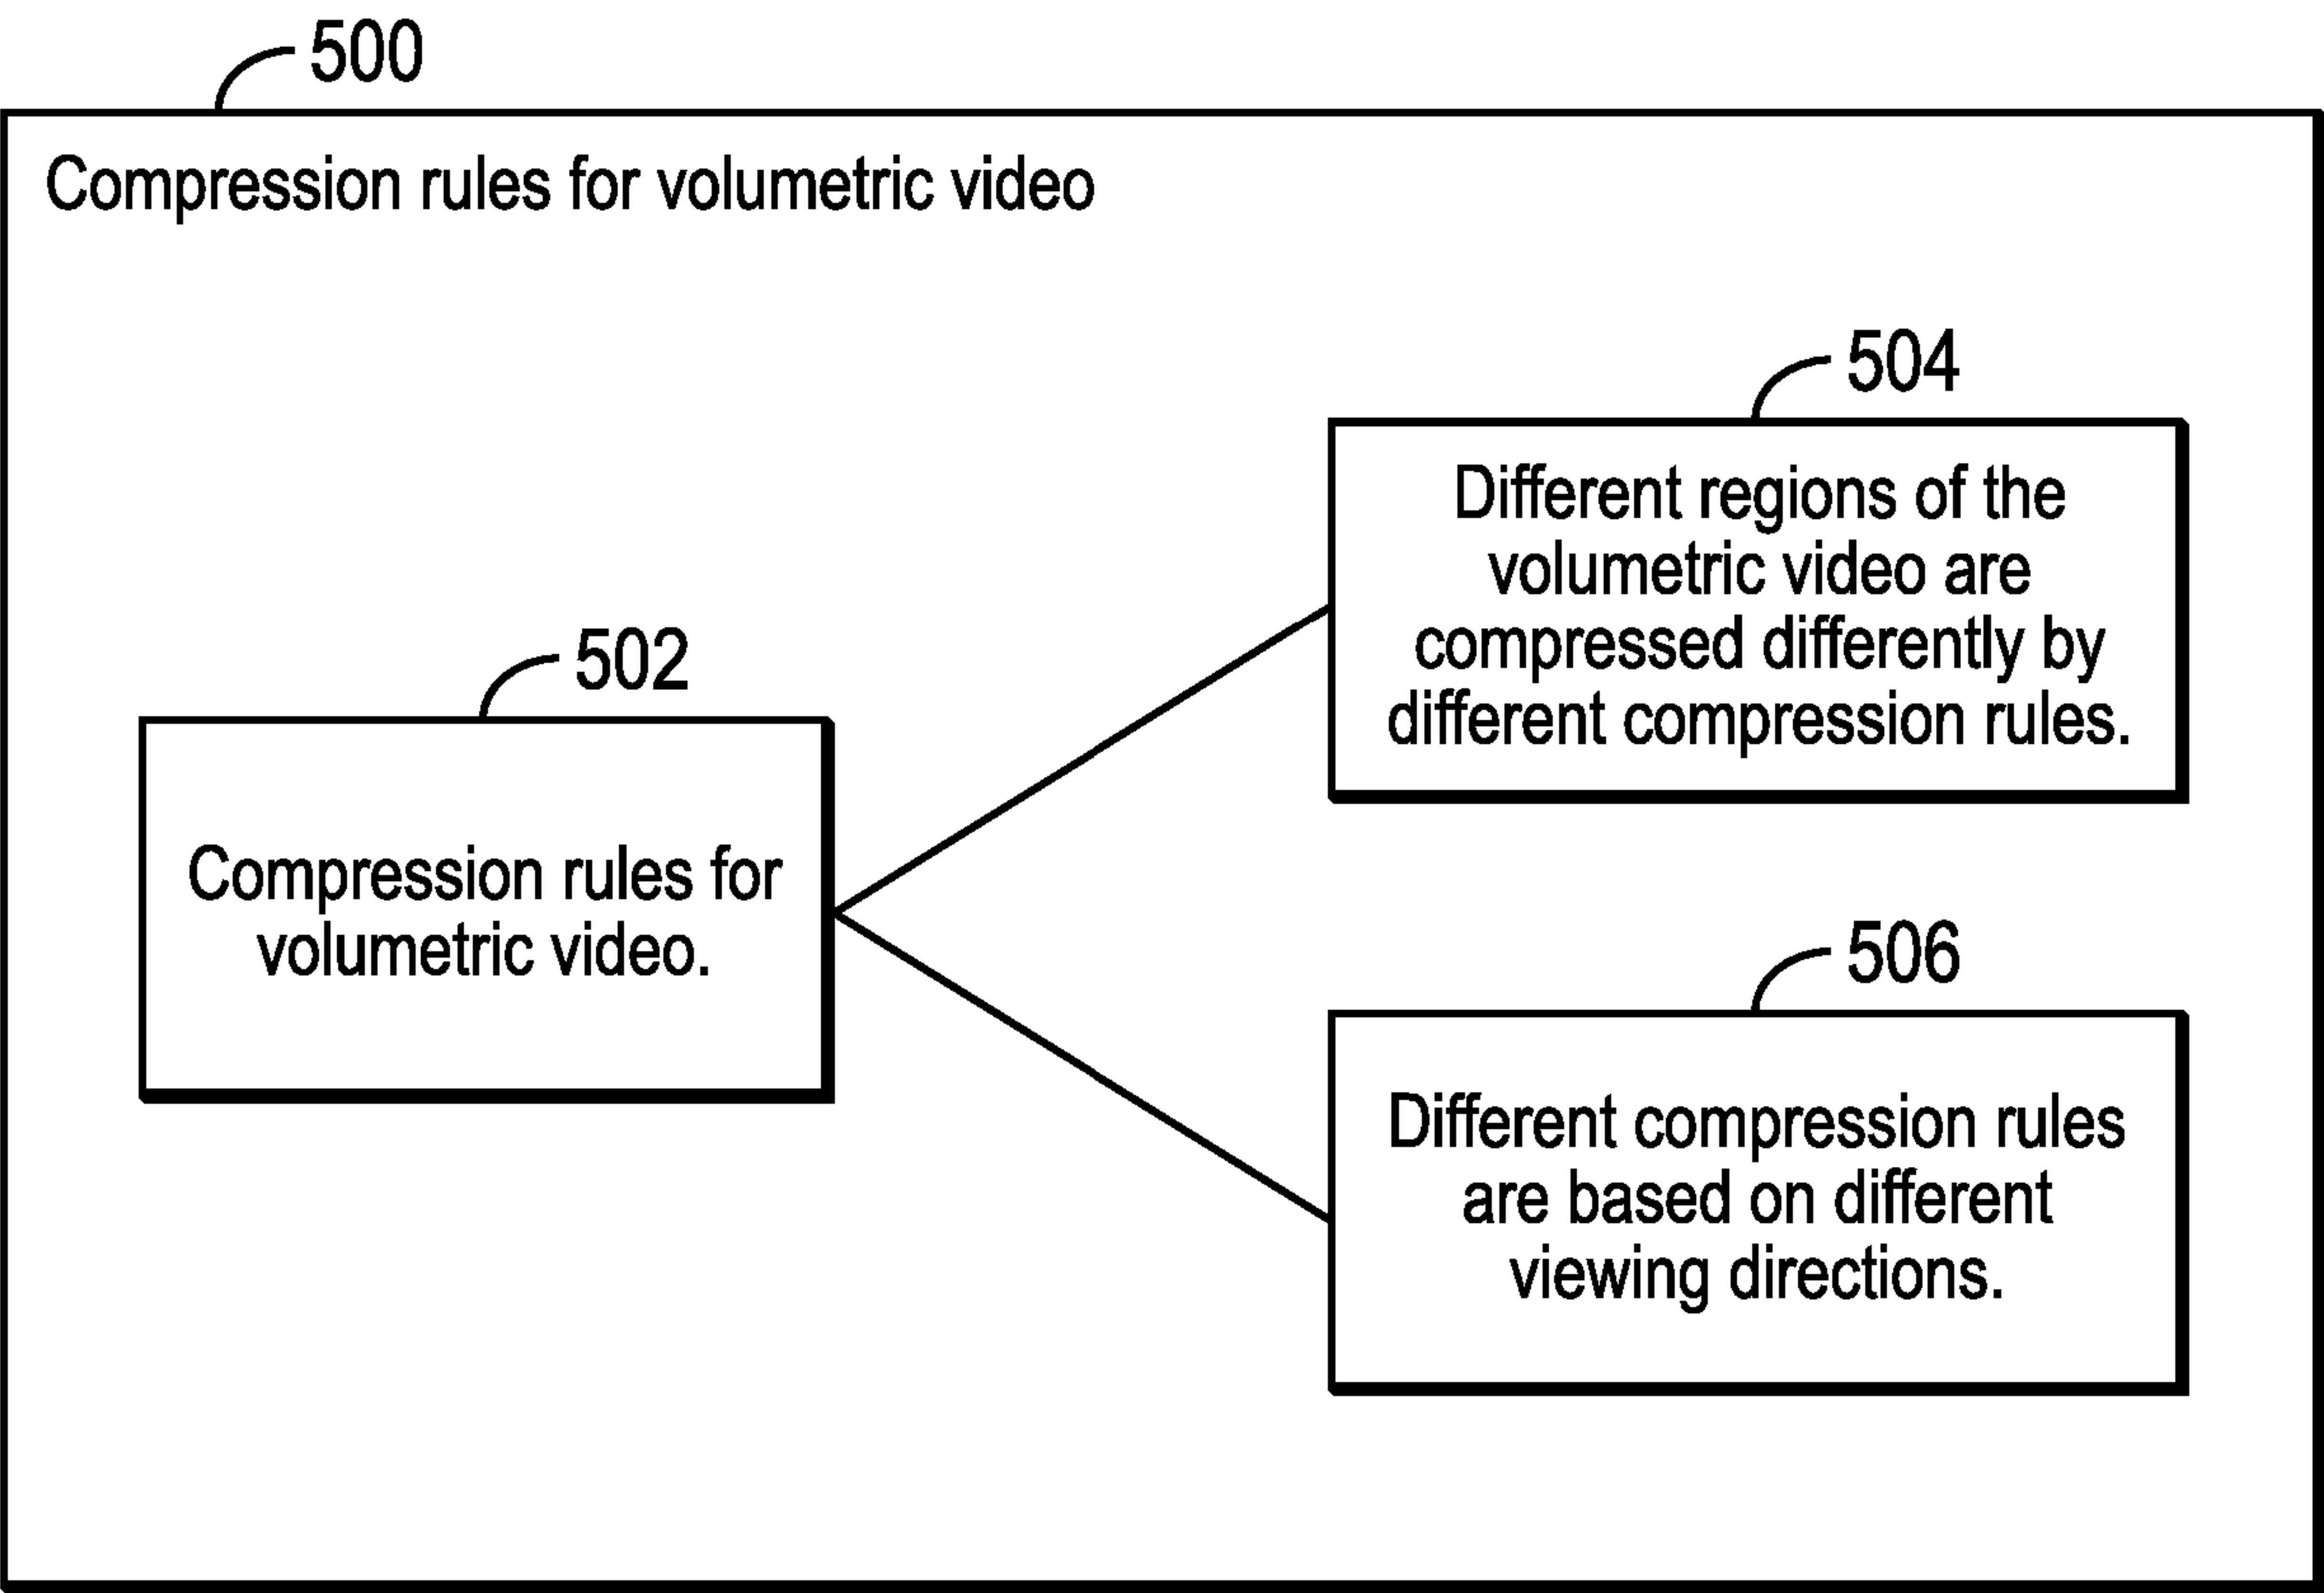 500
Compression rules for volumetric video
504
Different regions of the
volumetric video are
compressed differently by
different compression rules.
502
Compression rules for
volumetric video.
506
Different compression rules
are based on different
viewing directions.